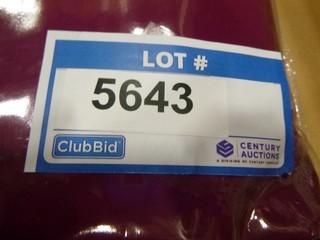 LOT #
5643
ClubBid®
CENTURY
AUCTIONS